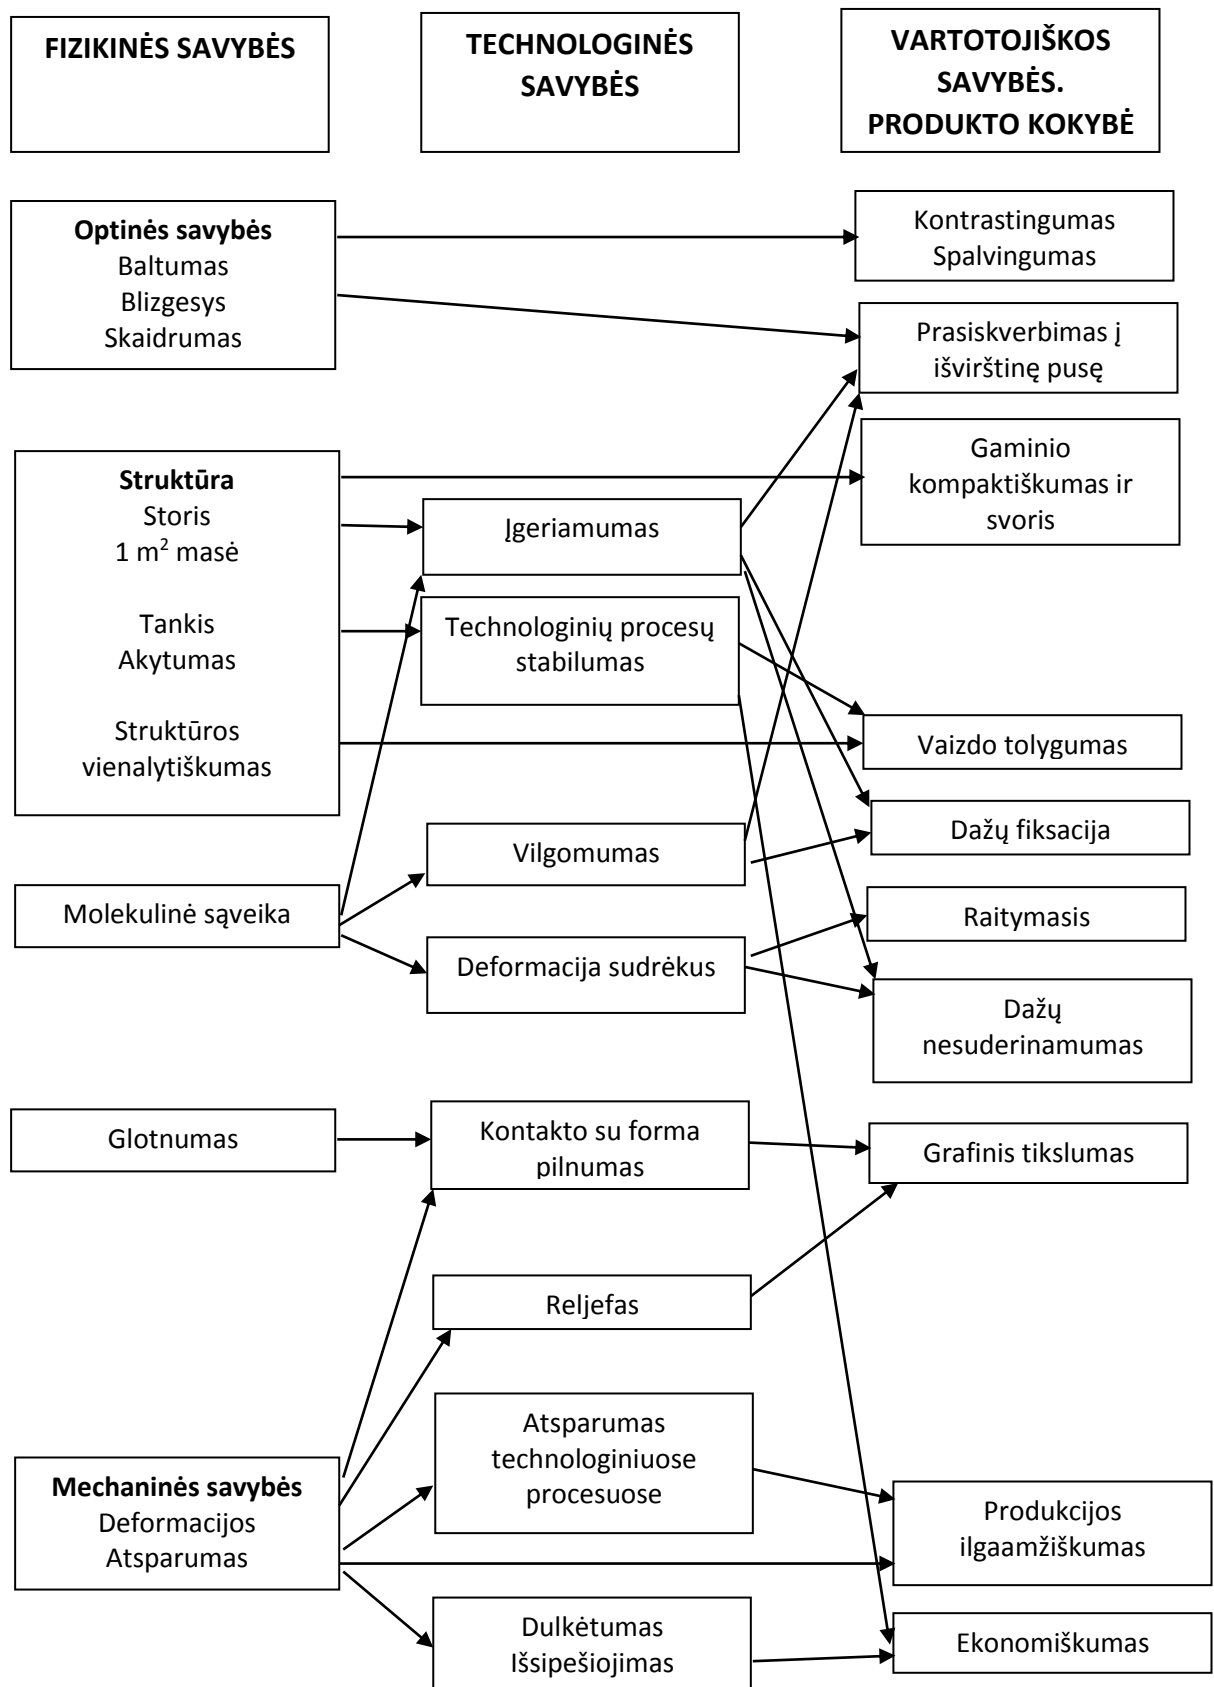 FIZIKINĖS SAVYBĖS
TECHNOLOGINĖS
SAVYBĖS
VARTOTOJIŠKOS
SAVYBĖS.
PRODUKTO KOKYBĖ
Optinės savybės
Baltumas
Blizgesys
Skaidrumas
Kontrastingumas
Spalvingumas
Prasiskverbimas į
išvirštinę pusę
Struktūra
Storis
1 m² masė
Tankis
Akytumas
Struktūros
vienalytiškumas
Įgeriamumas
Technologinių procesų
stabilumas
Gaminio
kompaktiškumas ir
svoris
Vaizdo tolygumas
Vilgomumas
Dažų fiksacija
Molekulinė sąveika
Deformacija sudrėkus
Raitymasis
Dažų
nesuderinamumas
Glotnumas
Kontakto su forma
pilnumas
Grafinis tikslumas
Reljefas
Mechaninės savybės
Deformacijos
Atsparumas
Atsparumas
technologiniuose
procesuose
Produkcijos
ilgaamžiškumas
Dulkėtumas
Išsipešiojimas
Ekonomiškumas